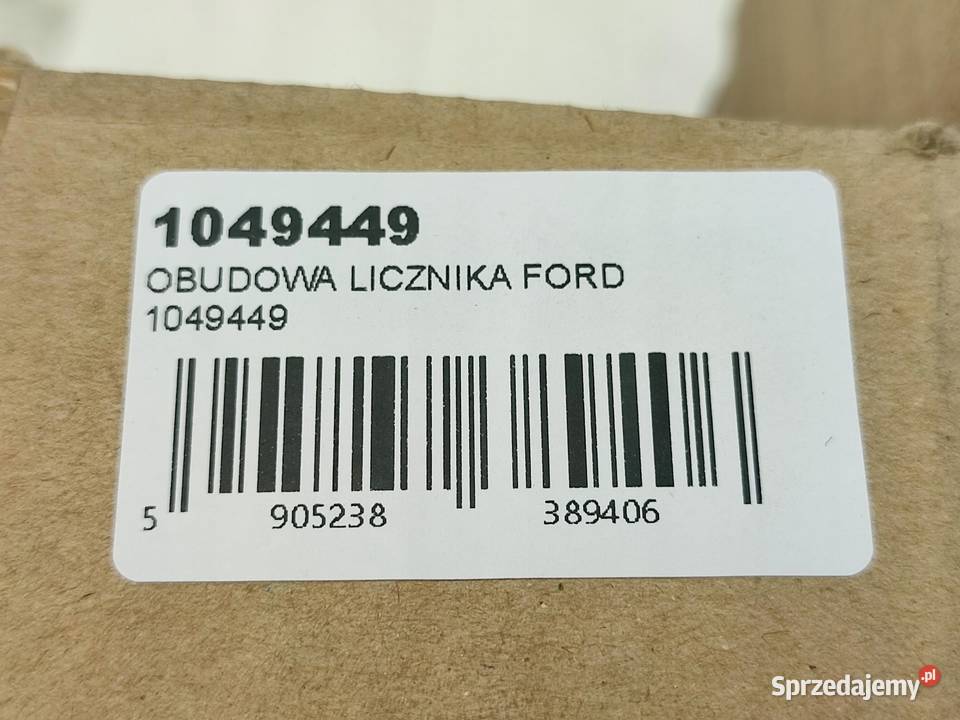 1049449
OBUDOWA LICZNIKA FORD
1049449
5 905238 389406
Sprzedajemy.pl